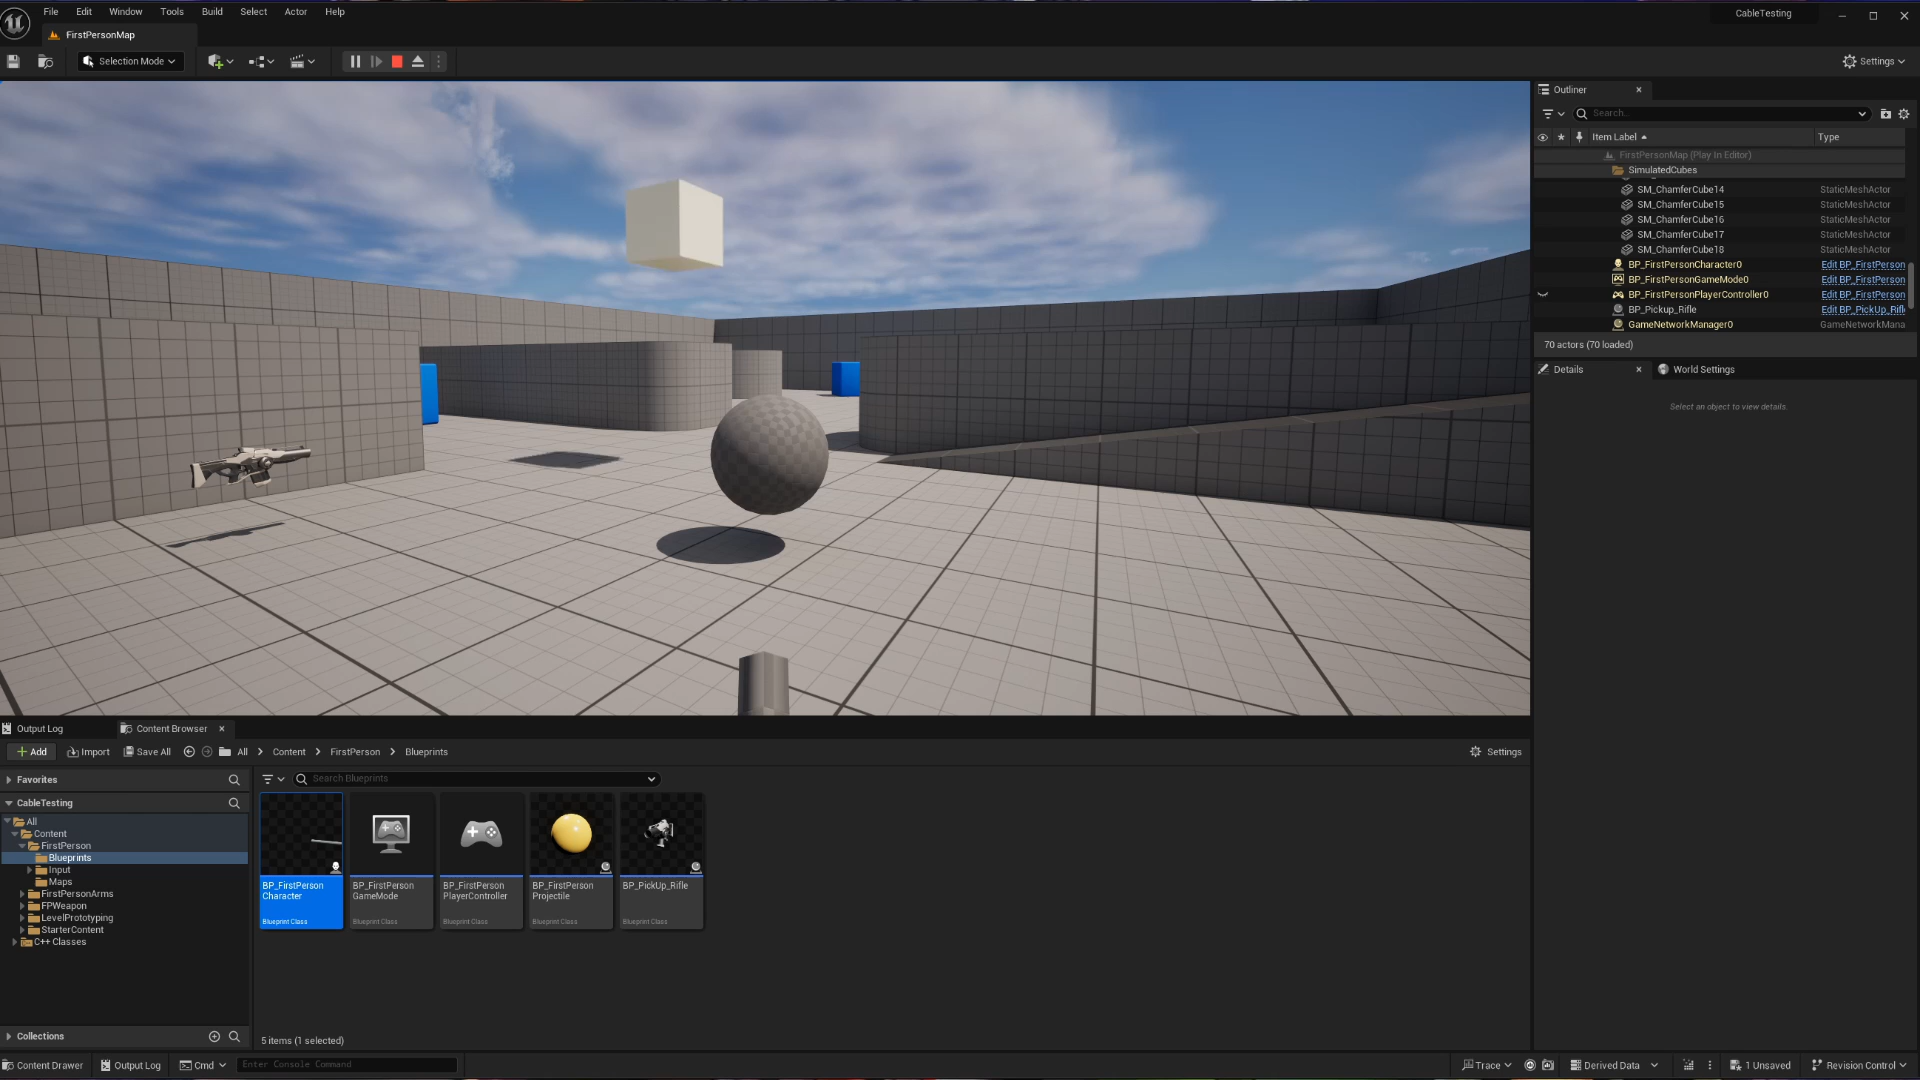 File Edit Window Tools Build Select Actor Help
CableTesting
FirstPersonMap
Selection Mode
Settings
Outliner
Search...
Item Label Type
FirstPersonMap (Play In Editor)
SimulatedCubes
SM_ChamferCube14 StaticMeshActor
SM_ChamferCube15 StaticMeshActor
SM_ChamferCube16 StaticMeshActor
SM_ChamferCube17 StaticMeshActor
SM_ChamferCube18 StaticMeshActor
BP_FirstPersonCharacter0 Edit BP_FirstPerson
BP_FirstPersonGameMode0 Edit BP_FirstPerson
BP_FirstPersonPlayerController0 Edit BP_FirstPerson
BP_Pickup_Rifle Edit BP_PickUp_Rifl
GameNetworkManager0 GameNetworkMana
70 actors (70 loaded)
Details World Settings
Select an object to view details.
Output Log Content Browser
Add Import Save All All Content FirstPerson Blueprints Settings
Favorites
Search Blueprints
CableTesting
All
Content
FirstPerson
Blueprints
Input
Maps
FirstPersonArms
FPWeapon
LevelPrototyping
StarterContent
C++ Classes
BP_FirstPerson
Character
Blueprint Class
BP_FirstPerson
GameMode
Blueprint Class
BP_FirstPerson
PlayerController
Blueprint Class
BP_FirstPerson
Projectile
Blueprint Class
BP_PickUp_Rifle
Blueprint Class
Collections
5 items (1 selected)
Content Drawer Output Log Cmd Enter Console Command Trace Derived Data 1 Unsaved Revision Control